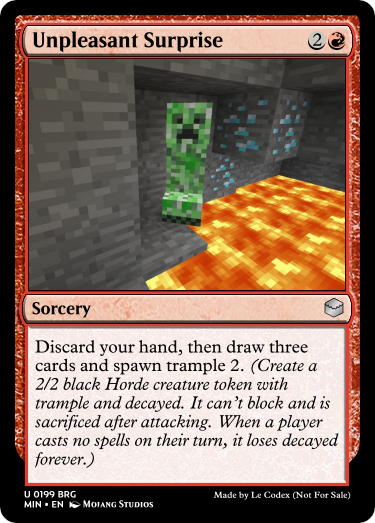 Unpleasant Surprise 2
Sorcery
Discard your hand, then draw three
cards and spawn trample 2. (Create a
2/2 black Horde creature token with
trample and decayed. It can't block and is
sacrificed after attacking. When a player
casts no spells on their turn, it loses decayed
forever.)
U 0199 BRG
MIN • EN Mojang Studios
Made by Le Codex (Not For Sale)